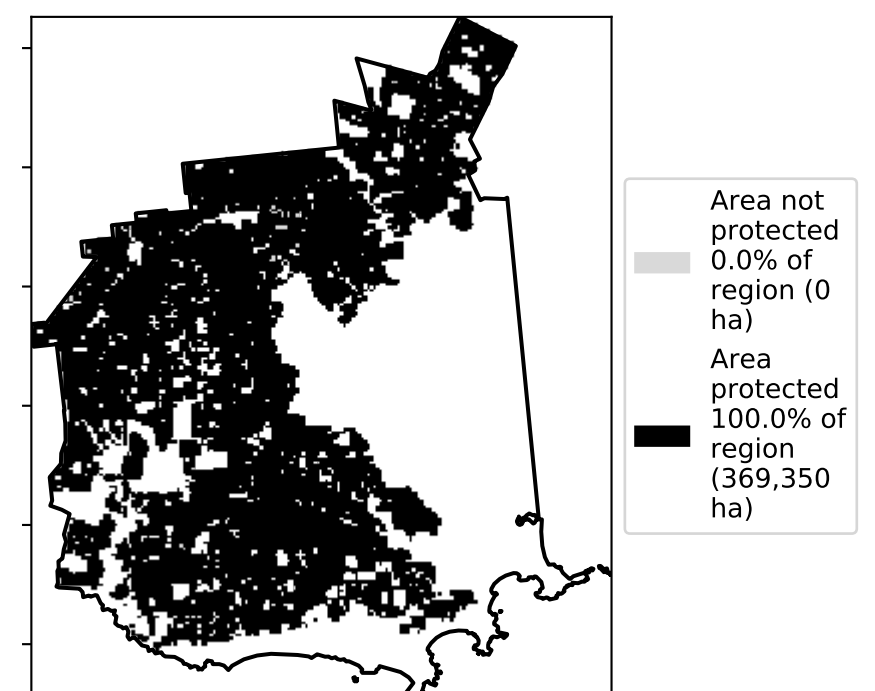 Area not
protected
0.0% of
region (0
ha)
Area
protected
100.0% of
region
(369,350
ha)